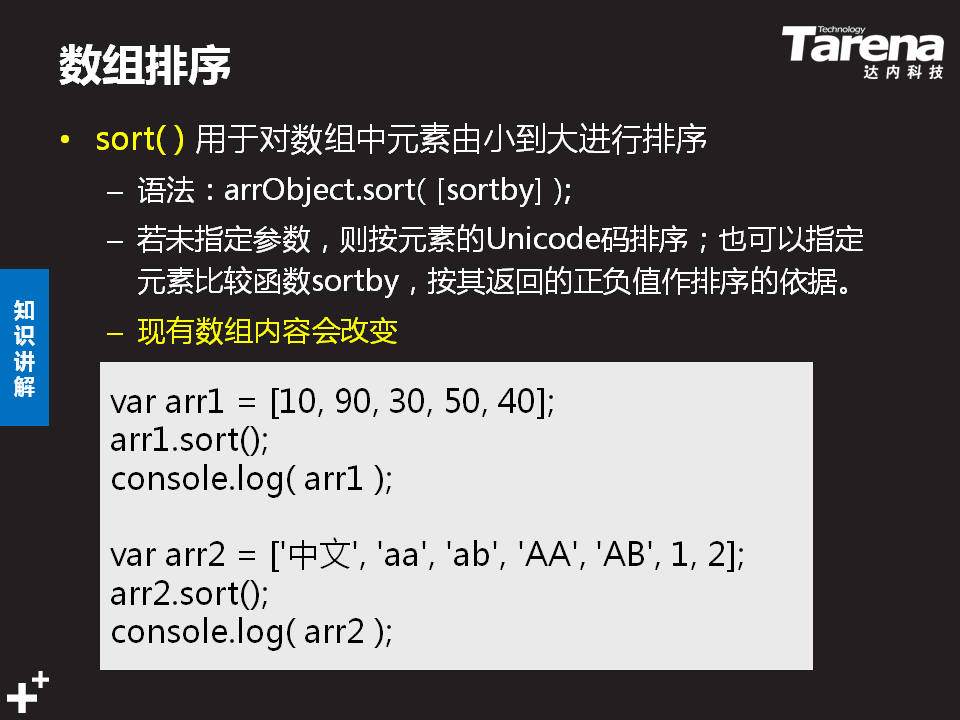 数组排序
Technology
Tarena
达内科技
• sort( ) 用于对数组中元素由小到大进行排序
– 语法：arrObject.sort( [sortby] );
– 若未指定参数，则按元素的Unicode码排序；也可以指定
元素比较函数sortby，按其返回的正负值作排序的依据。
– 现有数组内容会改变
知
识
讲
解
var arr1 = [10, 90, 30, 50, 40];
arr1.sort();
console.log( arr1 );
var arr2 = ['中文', 'aa', 'ab', 'AA', 'AB', 1, 2];
arr2.sort();
console.log( arr2 );